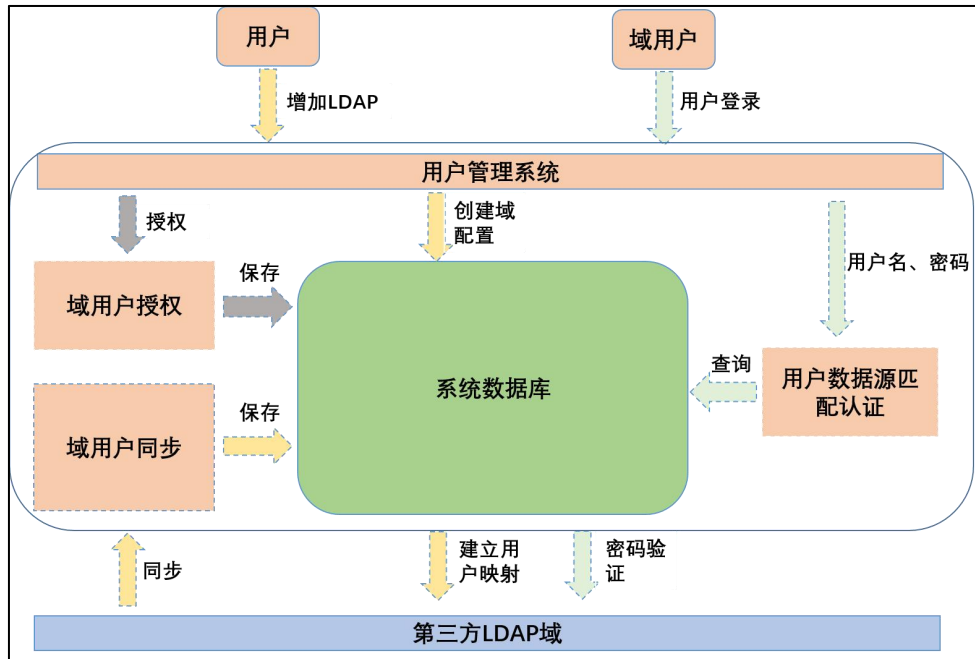 用户
域用户
增加LDAP
用户登录
用户管理系统
授权
创建域
配置
用户名、密码
域用户授权
保存
系统数据库
查询
用户数据源匹
配认证
域用户同步
保存
同步
建立用
户映射
密码验
证
第三方LDAP域